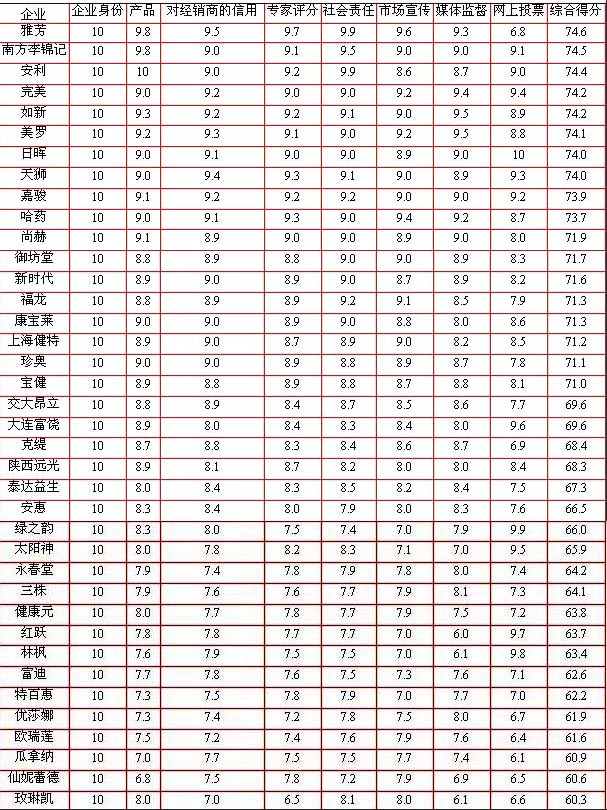 企业 企业身份 产品 对经销商的信用 专家评分 社会责任 市场宣传 媒体监督 网上投票 综合得分
雅芳 10 9.8 9.5 9.7 9.9 9.6 9.3 6.8 74.6
南方李锦记 10 9.8 9.0 9.1 9.5 9.0 9.0 9.1 74.5
安利 10 10 9.0 9.2 9.9 8.6 8.7 9.0 74.4
完美 10 9.0 9.2 9.0 9.0 9.2 9.4 9.4 74.2
如新 10 9.3 9.2 9.2 9.1 9.0 9.5 8.9 74.2
美罗 10 9.2 9.3 9.1 9.0 9.2 9.5 8.8 74.1
日晖 10 9.0 9.1 9.0 9.0 8.9 9.0 10 74.0
天狮 10 9.0 9.4 9.3 9.1 9.0 8.9 9.3 74.0
嘉骏 10 9.1 9.2 9.2 9.2 9.0 9.0 9.2 73.9
哈药 10 9.0 9.1 9.3 9.0 9.4 9.2 8.7 73.7
尚赫 10 9.1 8.9 9.0 9.0 8.9 9.0 8.0 71.9
御坊堂 10 8.8 8.9 8.8 9.0 9.0 8.9 8.3 71.7
新时代 10 8.9 9.0 8.9 9.0 8.7 8.9 8.2 71.6
福龙 10 8.8 8.9 8.9 9.2 9.1 8.5 7.9 71.3
康宝莱 10 9.0 9.0 8.9 9.0 8.8 8.0 8.6 71.3
上海健特 10 8.9 9.0 8.7 8.9 9.0 8.2 8.5 71.2
珍奥 10 9.0 9.0 8.9 8.8 8.9 8.7 7.8 71.1
宝健 10 8.9 8.8 8.9 8.8 8.7 8.8 8.1 71.0
交大昂立 10 8.8 8.9 8.4 8.7 8.5 8.6 7.7 69.6
大连富饶 10 8.9 8.0 8.4 8.3 8.4 8.0 9.6 69.6
克缇 10 8.7 8.8 8.3 8.4 8.6 8.7 6.9 68.4
陕西远光 10 8.9 8.1 8.7 8.2 8.0 8.0 8.4 68.3
泰达益生 10 8.0 8.4 8.3 8.5 8.2 8.4 7.5 67.3
安惠 10 8.3 8.4 8.0 7.9 8.0 8.3 7.6 66.5
绿之韵 10 8.3 8.0 7.5 7.4 7.0 7.9 9.9 66.0
太阳神 10 8.0 7.8 8.2 8.3 7.1 7.0 9.5 65.9
永春堂 10 7.9 7.4 7.8 7.9 7.8 8.0 7.4 64.2
三株 10 7.9 7.6 7.6 7.7 7.9 8.1 7.3 64.1
健康元 10 8.0 7.7 7.8 7.7 7.9 7.5 7.2 63.8
红跃 10 7.8 7.8 7.7 7.7 7.0 6.0 9.7 63.7
林枫 10 7.6 7.9 7.5 7.5 7.0 6.1 9.8 63.4
富迪 10 7.7 7.8 7.6 7.5 7.3 7.6 7.1 62.6
特百惠 10 7.3 7.5 7.8 7.9 7.0 7.7 7.0 62.2
优莎娜 10 7.3 7.4 7.2 7.8 7.5 8.0 6.7 61.9
欧瑞莲 10 7.5 7.2 7.4 7.6 7.9 7.6 6.4 61.6
瓜拿纳 10 7.0 7.7 7.5 7.5 7.7 7.4 6.1 60.9
仙妮蕾德 10 6.8 7.5 7.8 7.2 7.9 6.9 6.5 60.6
玫琳凯 10 8.0 7.0 6.5 8.1 8.0 6.1 6.6 60.3